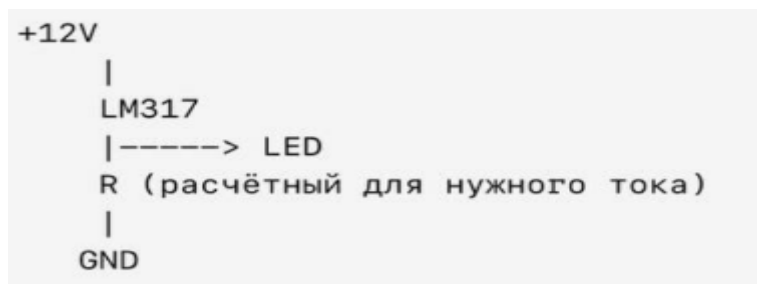 +12V
|
LM317
|-----> LED
R (расчётный для нужного тока)
|
GND